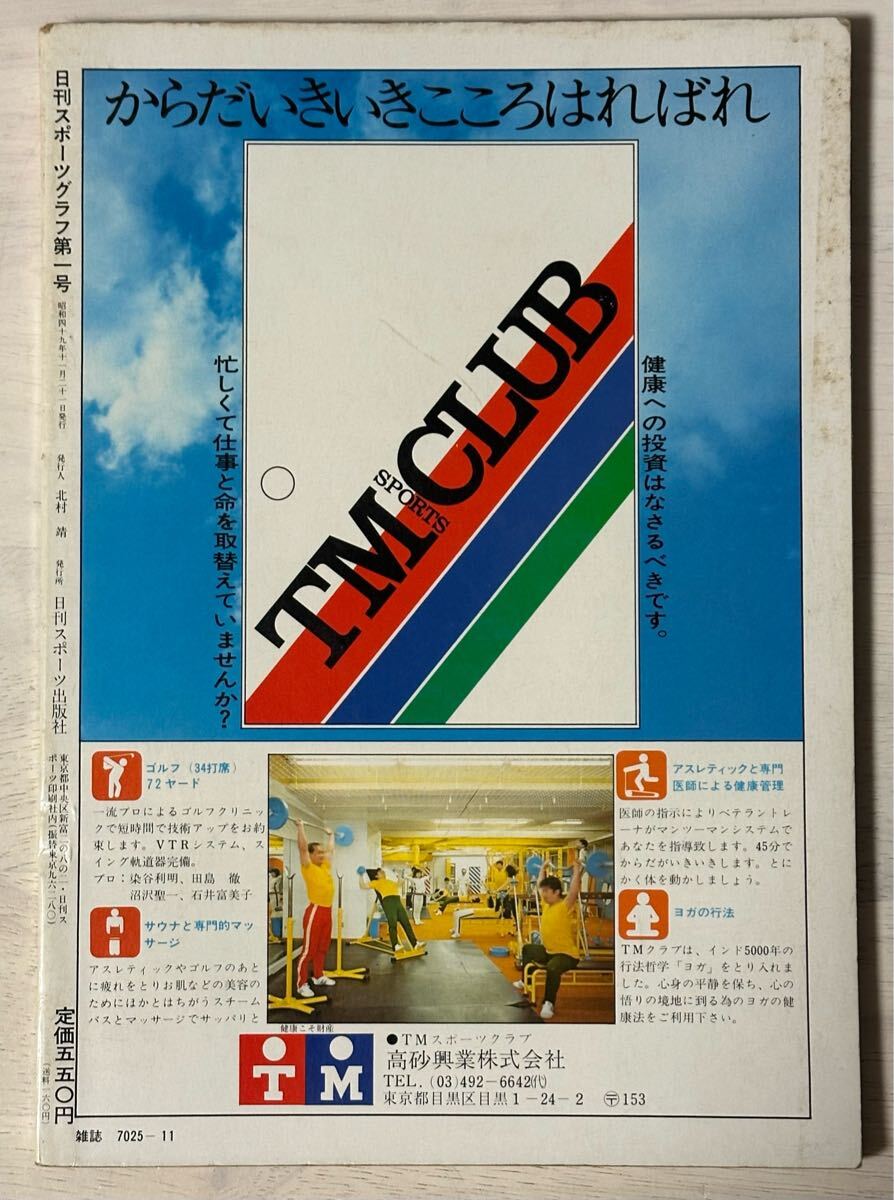 日刊スポーツグラフ第一号
昭和四十九年十一月二十一日発行
発行人 北村 靖
発行所 日刊スポーツ出版社
東京都中央区新富二の八の二・日刊ス
ポーツ印刷社内(振替東京九六二八〇)
定価五五〇円
(送料一六〇円)
からだいきいきこころはればれ
健康への投資はなさるべきです。
忙しくて仕事と命を取替えていませんか?
TM SPORTS CLUB
ゴルフ(34打席)
72ヤード
一流プロによるゴルフクリニッ
クで短時間で技術アップをお約
束します。VTRシステム、ス
イング軌道器完備。
プロ:染谷利明、田島 徹
沼沢聖一、石井富美子
サウナと専門的マッ
サージ
アスレティックやゴルフのあと
に疲れをとりお肌などの美容の
ためにはかとはちがうスチーム
バスとマッサージでサッパリと
アスレティックと専門
医師による健康管理
医師の指示によりベテラントレ
ーナがマンツーマンシステムで
あなたを指導致します。45分で
からだがいきいきします。とに
かく体を動かしましょう。
ヨガの行法
TMクラブは、インド5000年の
行法哲学「ヨガ」をとり入れま
した。心身の平静を保ち、心の
悟りの境地に到る為のヨガの健
康法をご利用下さい。
健康こそ財産
TM
●TMスポーツクラブ
高砂興業株式会社
TEL.(03)492-6642㈹
東京都目黒区目黒1-24-2 〶153
雑誌 7025-11